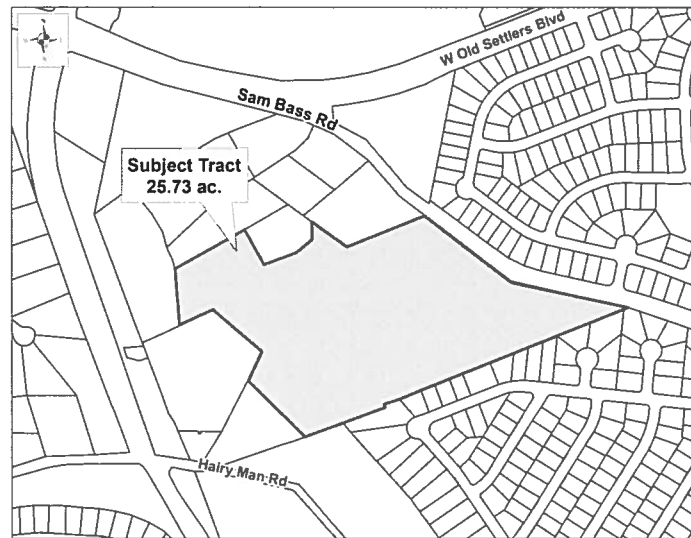 W Old Settlers Blvd
Sam Bass Rd
Subject Tract
25.73 ac.
Hairy Man Rd